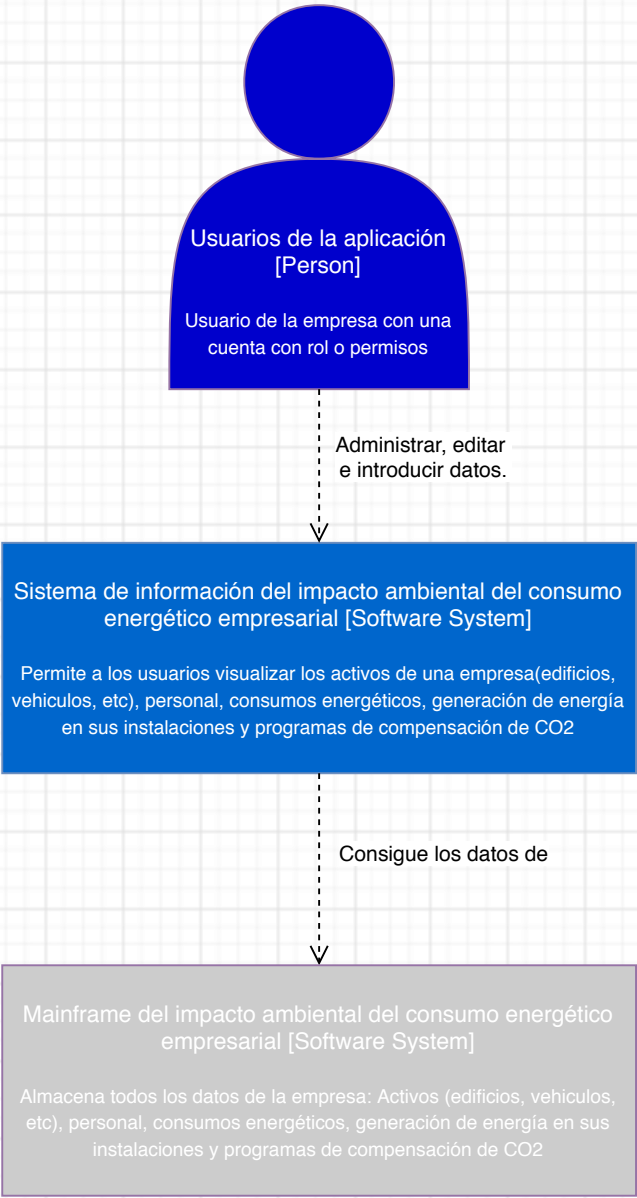 Usuarios de la aplicación
[Person]
Usuario de la empresa con una
cuenta con rol o permisos
Administrar, editar
e introducir datos.
Sistema de información del impacto ambiental del consumo
energético empresarial [Software System]
Permite a los usuarios visualizar los activos de una empresa(edificios,
vehiculos, etc), personal, consumos energéticos, generación de energía
en sus instalaciones y programas de compensación de CO2
Consigue los datos de
Mainframe del impacto ambiental del consumo energético
empresarial [Software System]
Almacena todos los datos de la empresa: Activos (edificios, vehiculos,
etc), personal, consumos energéticos, generación de energía en sus
instalaciones y programas de compensación de CO2